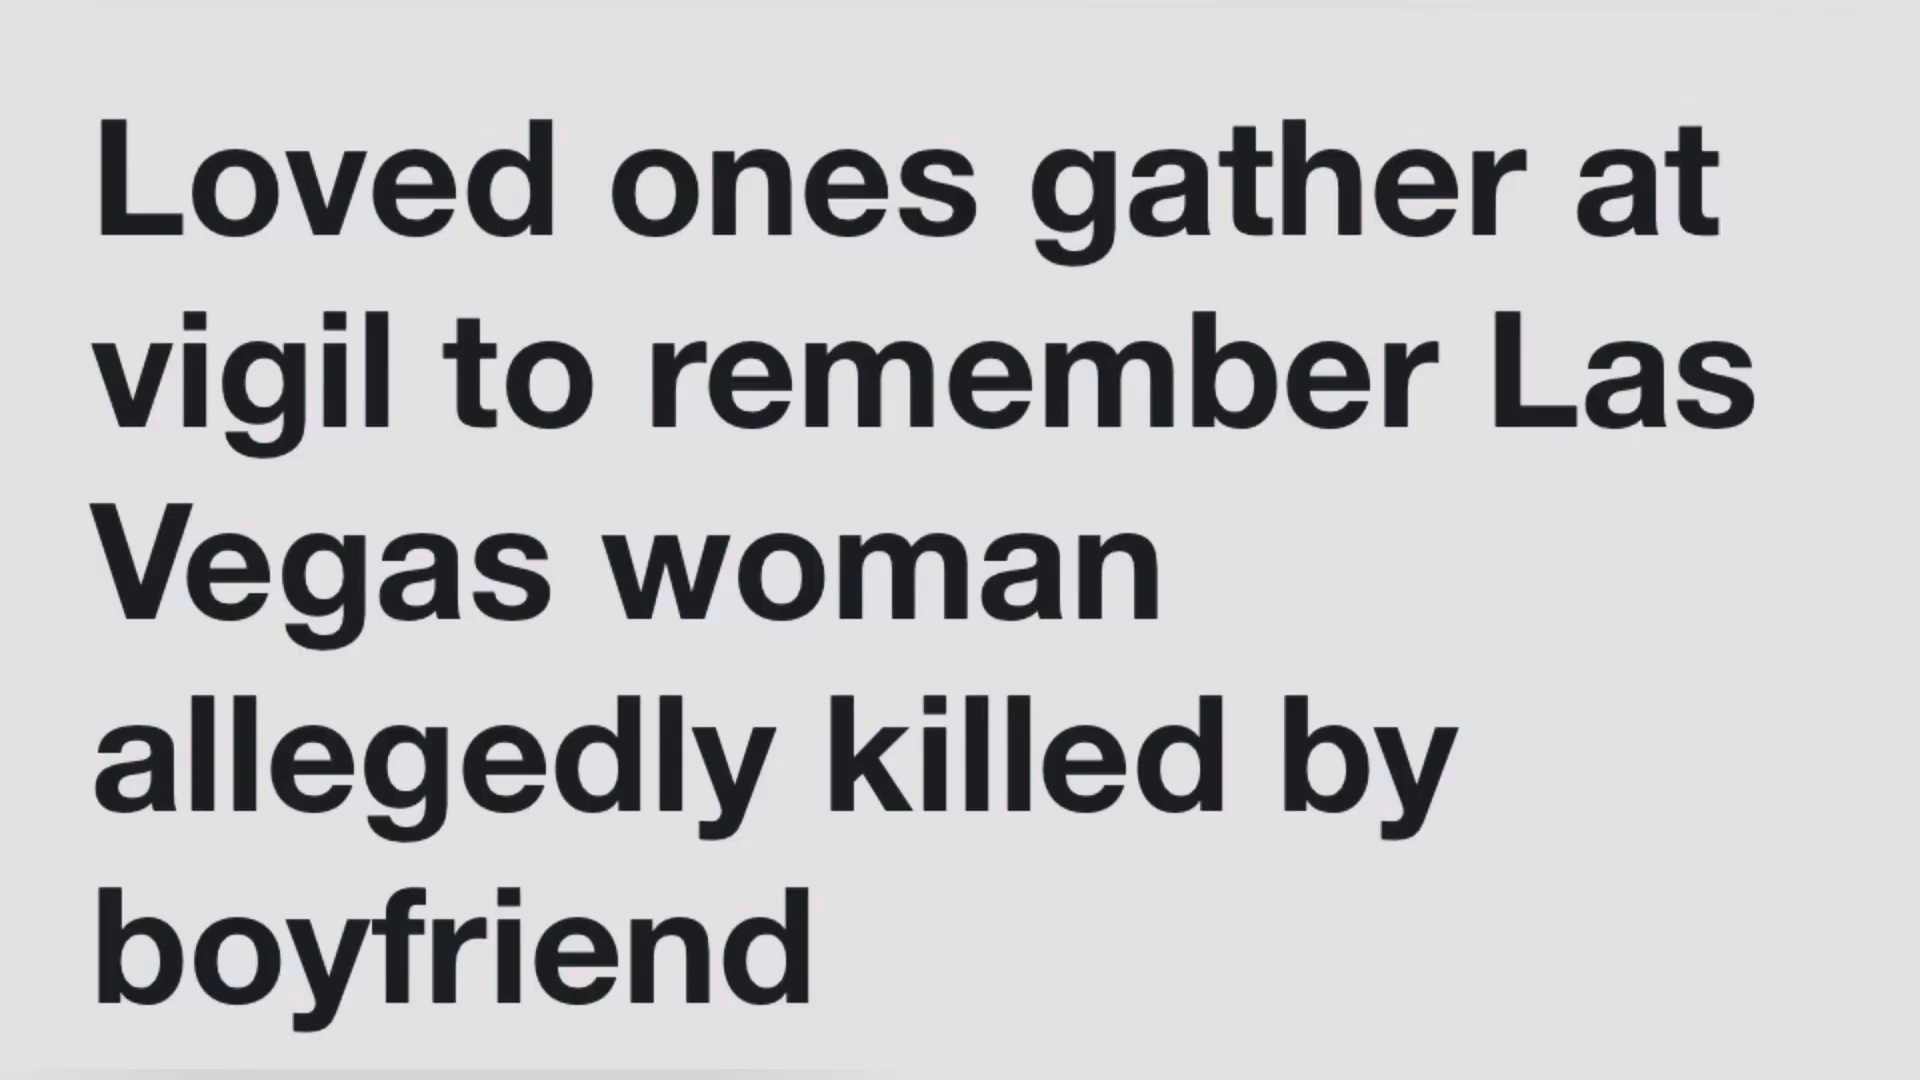 Loved ones gather at
vigil to remember Las
Vegas woman
allegedly killed by
boyfriend